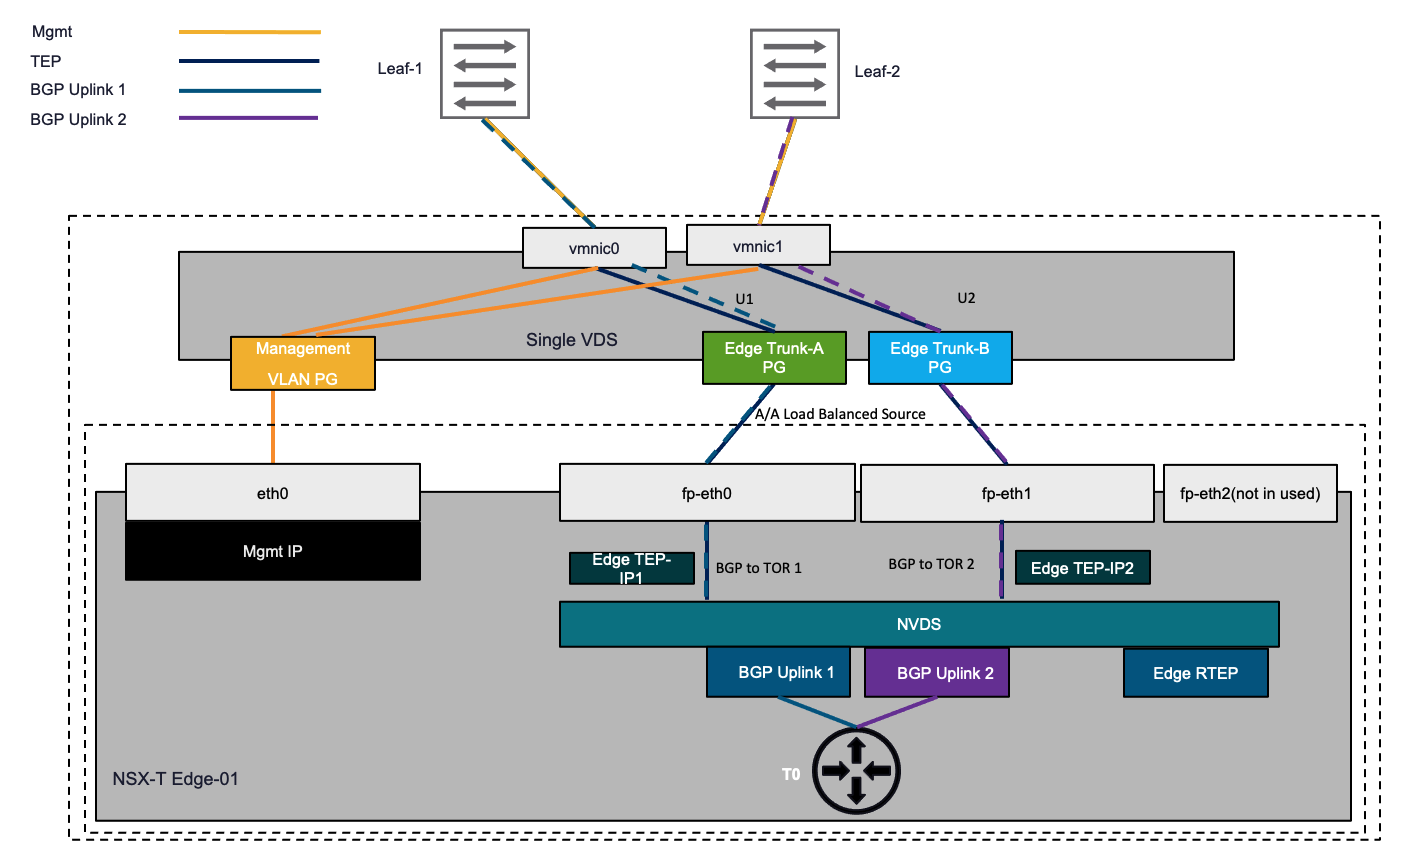 Mgmt
TEP
BGP Uplink 1
BGP Uplink 2
Leaf-1
Leaf-2
vmnic0
vmnic1
U1
U2
Single VDS
Management
VLAN PG
Edge Trunk-A
PG
Edge Trunk-B
PG
A/A Load Balanced Source
eth0
fp-eth0
fp-eth1
fp-eth2(not in used)
Mgmt IP
Edge TEP-
IP1
BGP to TOR 1
BGP to TOR 2
Edge TEP-IP2
NVDS
BGP Uplink 1
BGP Uplink 2
Edge RTEP
T0
NSX-T Edge-01